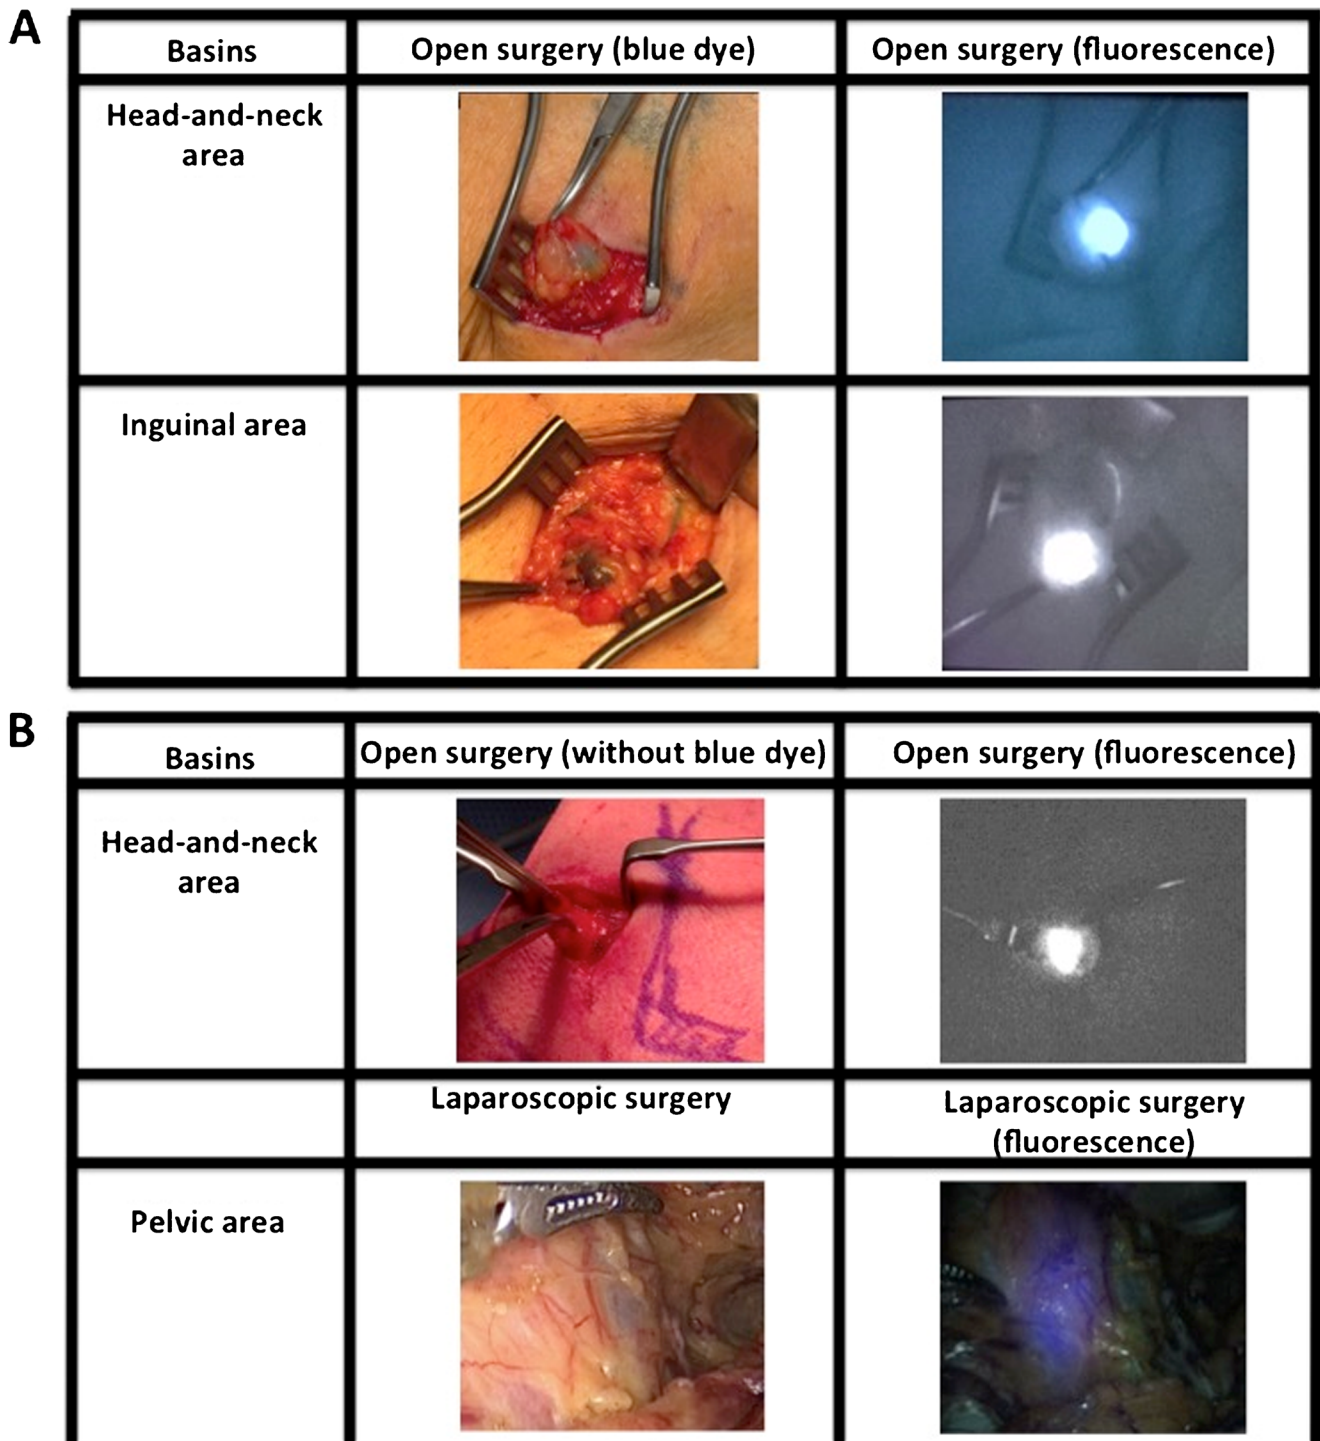 A
Basins
Open surgery (blue dye)
Open surgery (fluorescence)
Head-and-neck
area
Inguinal area
B
Basins
Open surgery (without blue dye)
Open surgery (fluorescence)
Head-and-neck
area
Laparoscopic surgery
Laparoscopic surgery
(fluorescence)
Pelvic area